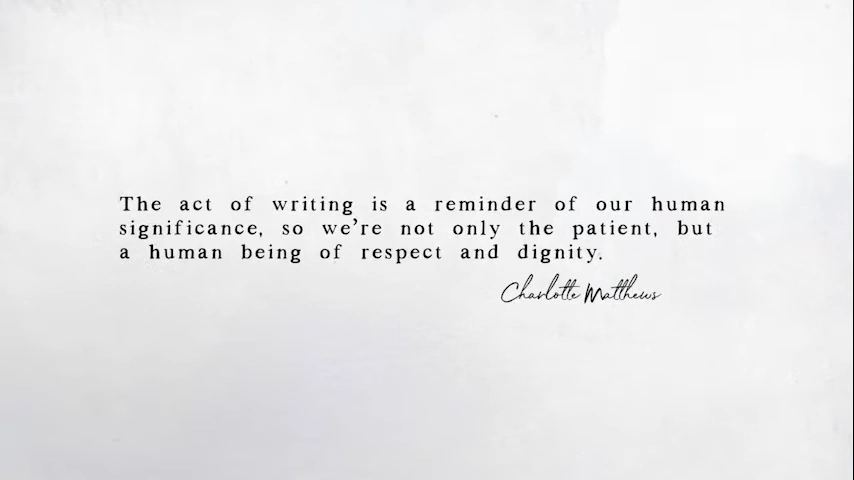 The act of writing is a reminder of our human
significance, so we're not only the patient, but
a human being of respect and dignity.
Charlotte Matthews